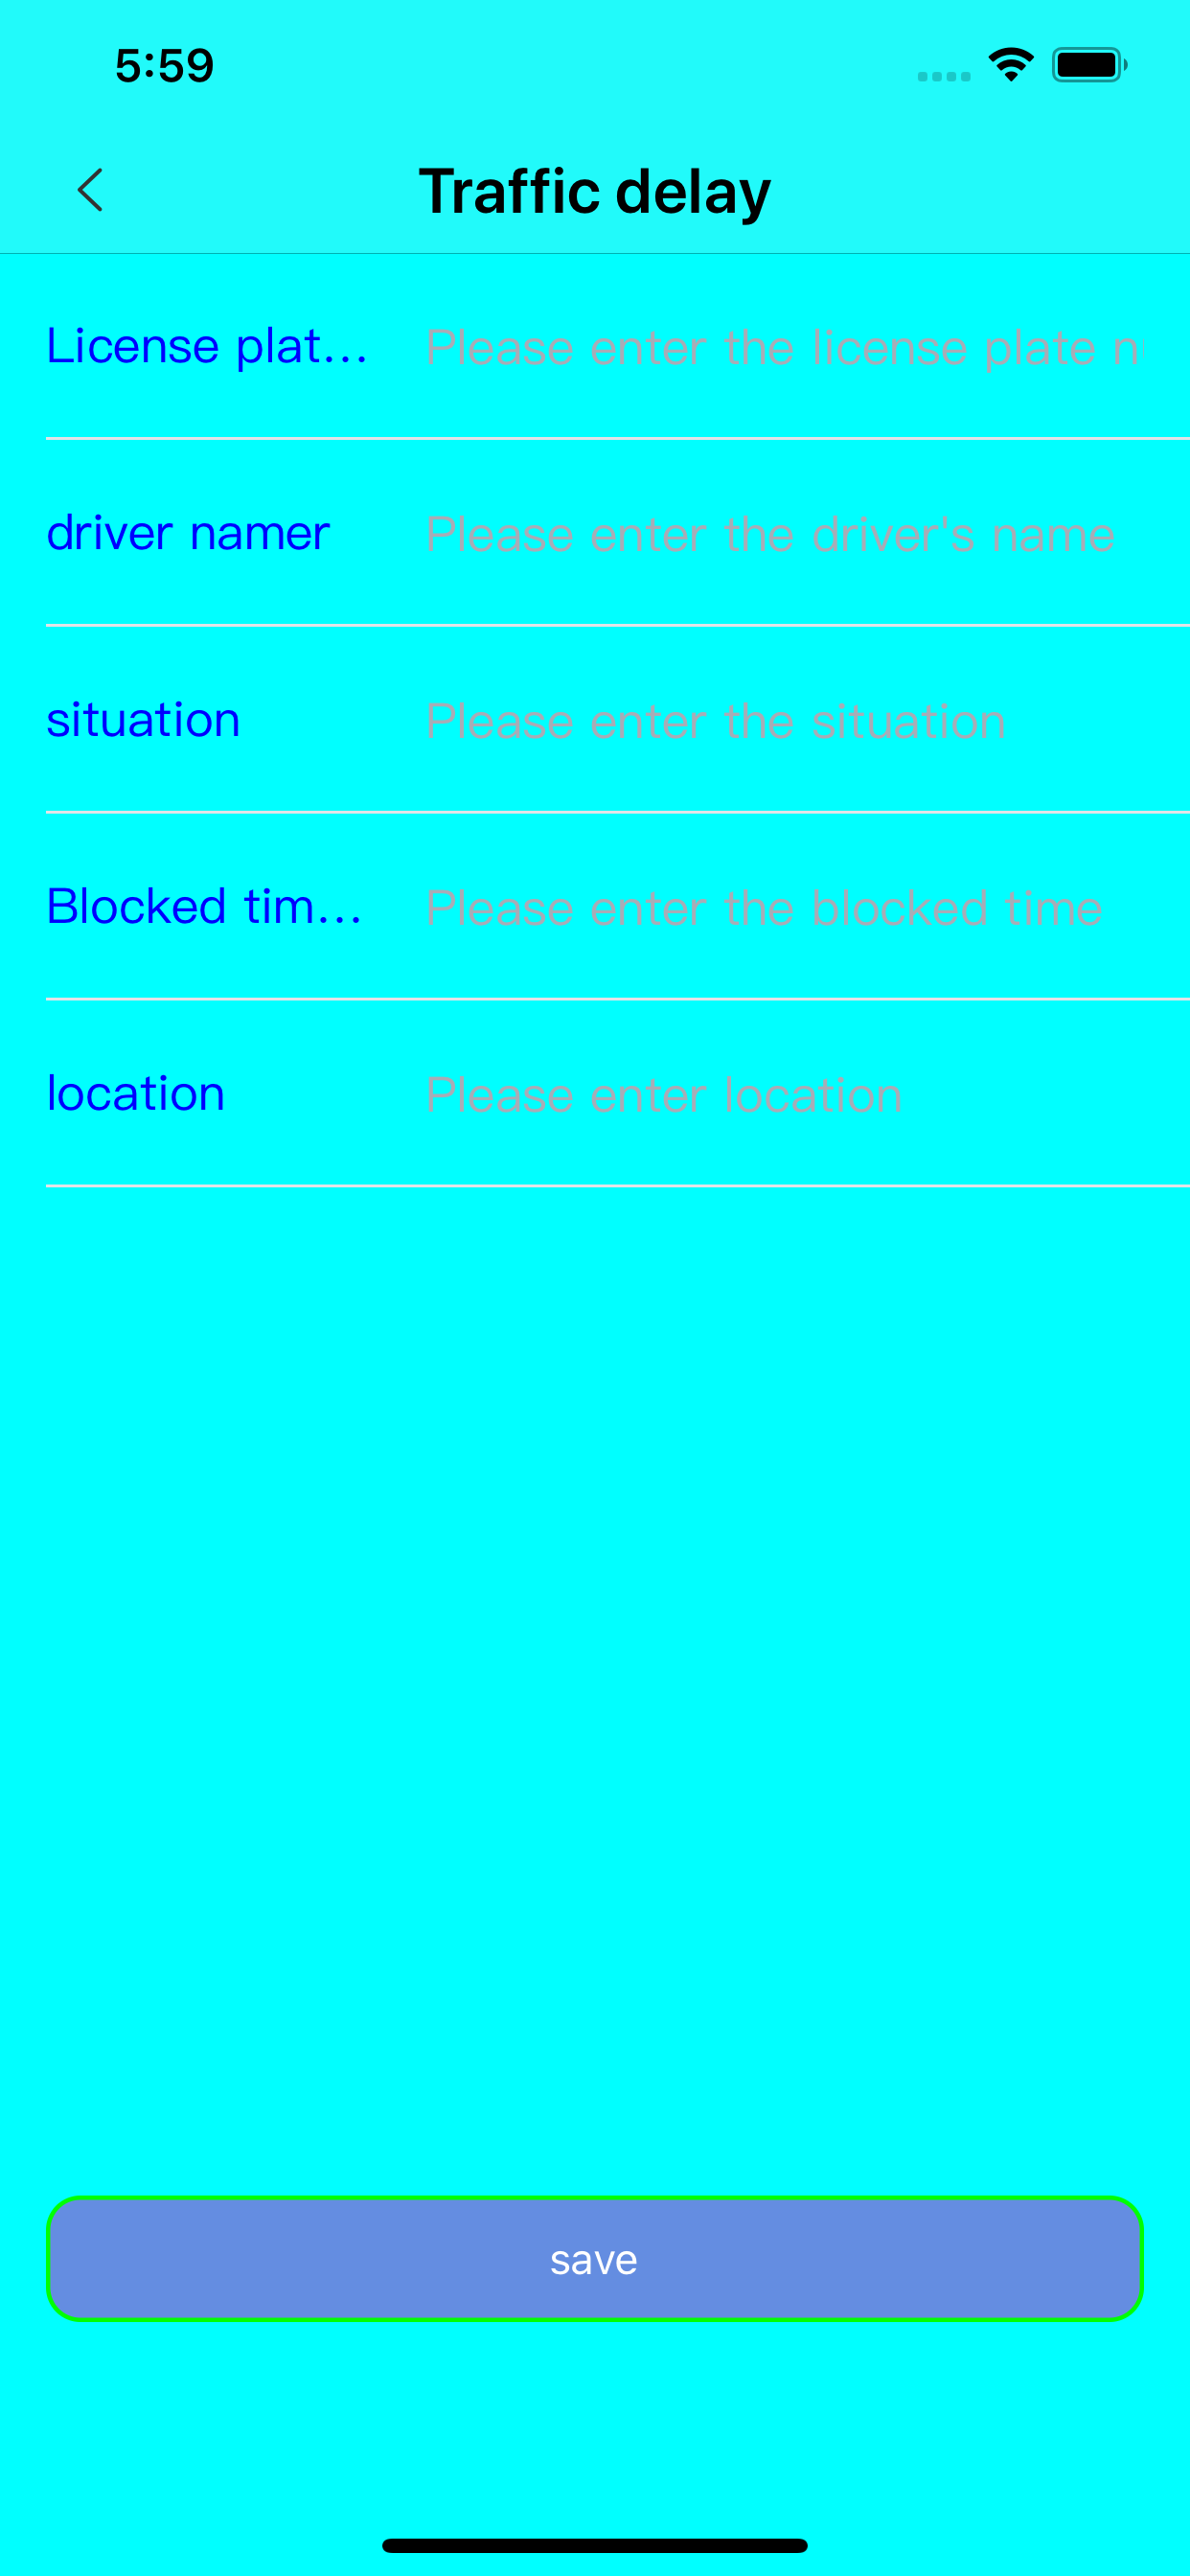 5:59
Traffic delay
License plat...
Please enter the license plate n
driver namer
Please enter the driver's name
situation
Please enter the situation
Blocked tim...
Please enter the blocked time
location
Please enter location
save